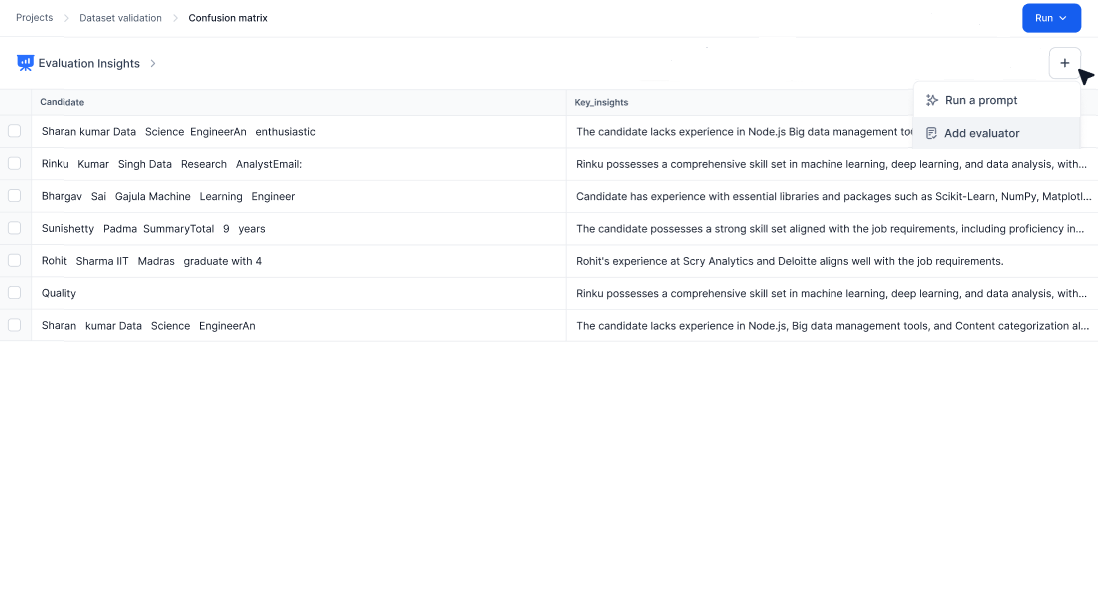 Projects Dataset validation Confusion matrix Run
Evaluation Insights
Candidate Key_insights
Run a prompt
Sharan kumar Data Science EngineerAn enthusiastic The candidate lacks experience in Node.js Big data management
Add evaluator
Rinku Kumar Singh Data Research AnalystEmail: Rinku possesses a comprehensive skill set in machine learning, deep learning, and data analysis, with...
Bhargav Sai Gajula Machine Learning Engineer Candidate has experience with essential libraries and packages such as Scikit-Learn, NumPy, Matplotl...
Sunishetty Padma SummaryTotal 9 years The candidate possesses a strong skill set aligned with the job requirements, including proficiency in...
Rohit Sharma IIT Madras graduate with 4 Rohit's experience at Scry Analytics and Deloitte aligns well with the job requirements.
Quality Rinku possesses a comprehensive skill set in machine learning, deep learning, and data analysis, with...
Sharan kumar Data Science EngineerAn The candidate lacks experience in Node.js, Big data management tools, and Content categorization al...